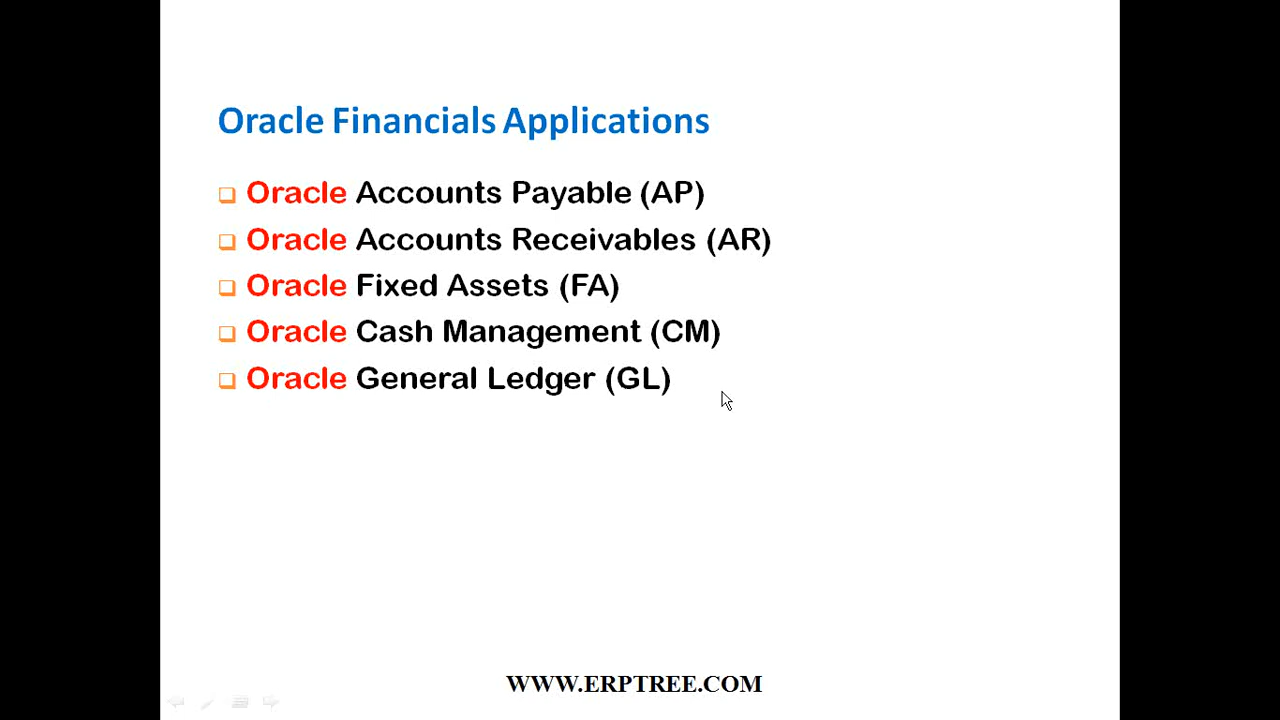 Oracle Financials Applications
Oracle Accounts Payable (AP)
Oracle Accounts Receivables (AR)
Oracle Fixed Assets (FA)
Oracle Cash Management (CM)
Oracle General Ledger (GL)
WWW.ERPTREE.COM